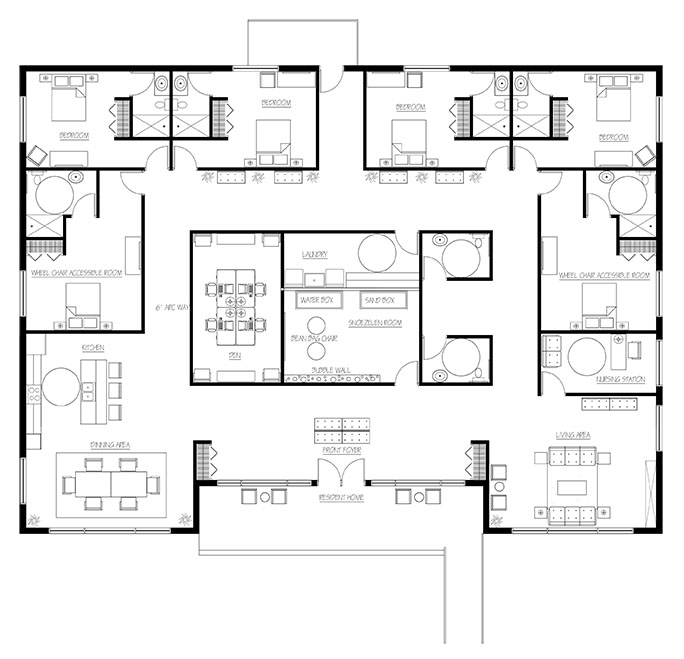 BEDROOM
BEDROOM
BEDROOM
BEDROOM
WHEEL CHAIR ACCESSIBLE ROOM
LAUNDRY
WHEEL CHAIR ACCESSIBLE ROOM
WATER BOX
SAND BOX
6' ARC WAY
SNOEZELEN ROOM
BEAN BAG CHAIR
DEN
BUBBLE WALL
KITCHEN
NURSING STATION
DINNING AREA
LIVING AREA
FRONT FOYER
RESIDENT HOME